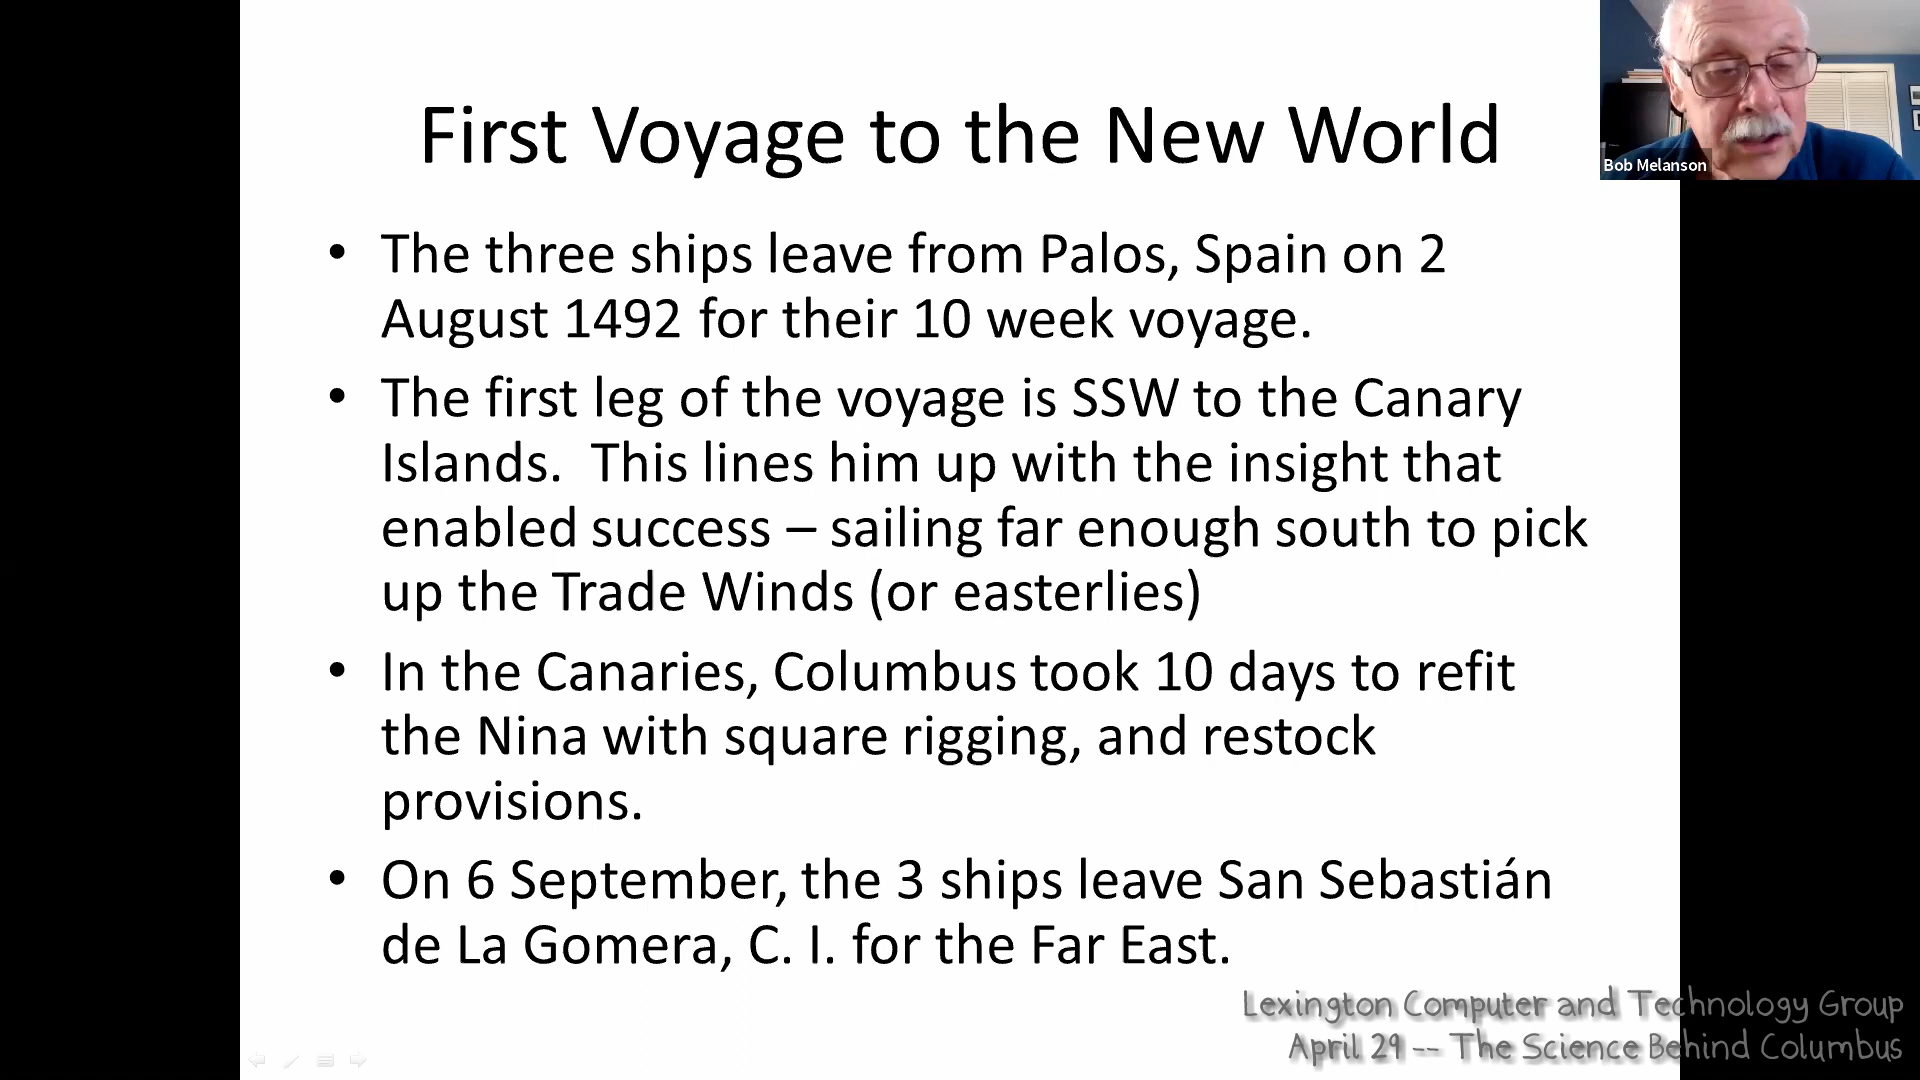 First Voyage to the New World
• The three ships leave from Palos, Spain on 2
August 1492 for their 10 week voyage.
• The first leg of the voyage is SSW to the Canary
Islands.  This lines him up with the insight that
enabled success – sailing far enough south to pick
up the Trade Winds (or easterlies)
• In the Canaries, Columbus took 10 days to refit
the Nina with square rigging, and restock
provisions.
• On 6 September, the 3 ships leave San Sebastián
de La Gomera, C. I. for the Far East.
Bob Melanson
Lexington Computer and Technology Group
April 29 -- The Science Behind Columbus